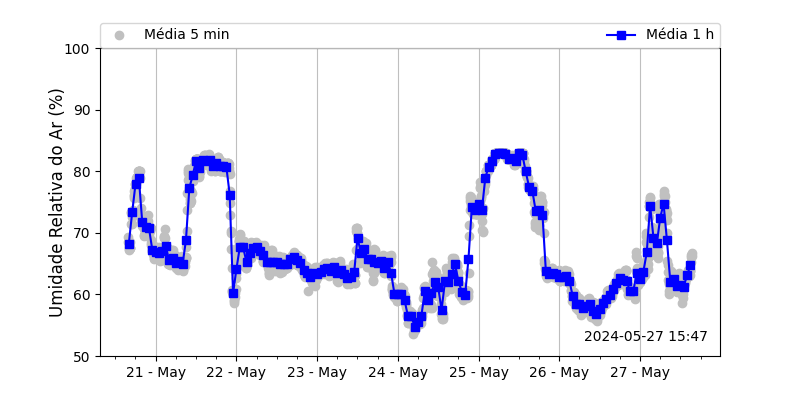 Média 5 min
Média 1 h
100
90
80
70
60
50
Umidade Relativa do Ar (%)
2024-05-27 15:47
21 - May
22 - May
23 - May
24 - May
25 - May
26 - May
27 - May